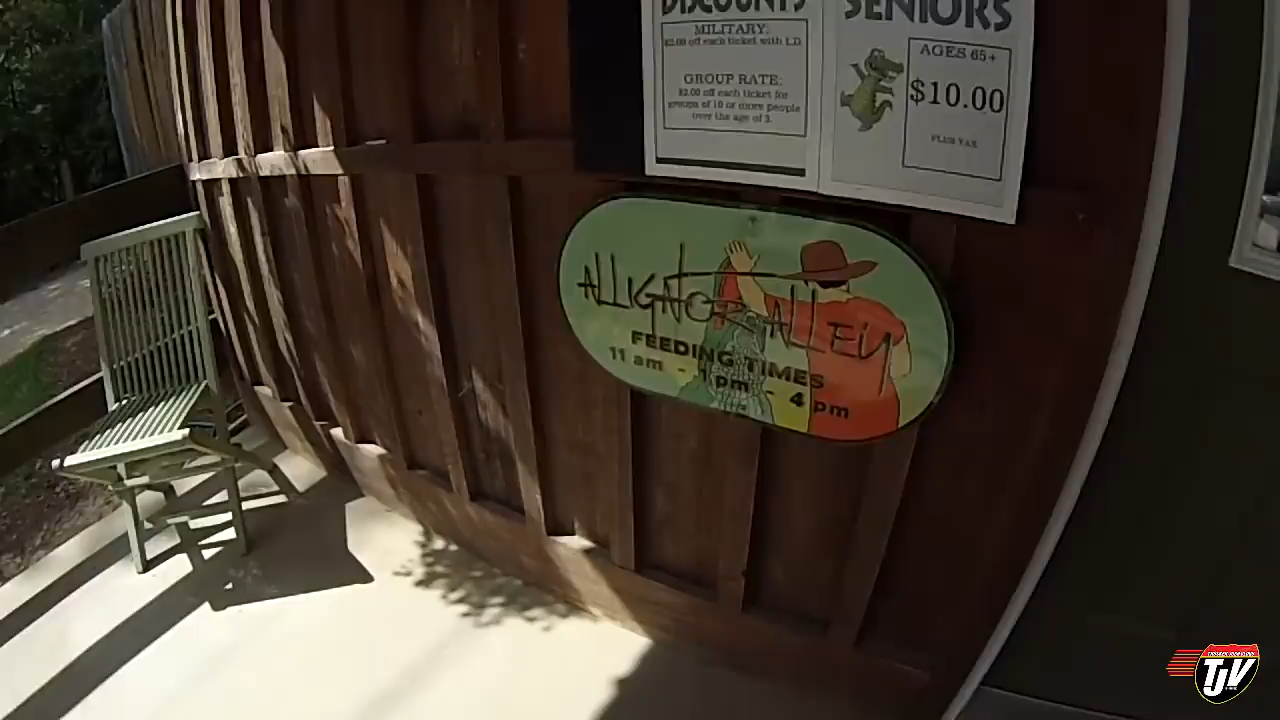 DISCOUNTS
MILITARY:
$2.00 off each ticket with I.D
GROUP RATE:
$2.00 off each ticket for
groups of 10 or more people
over the age of 3.
SENIORS
AGES 65+
$10.00
PLUS TAX
ALLIGATOR ALLEY
FEEDING TIMES
11 am - 1 pm - 4 pm
TJV